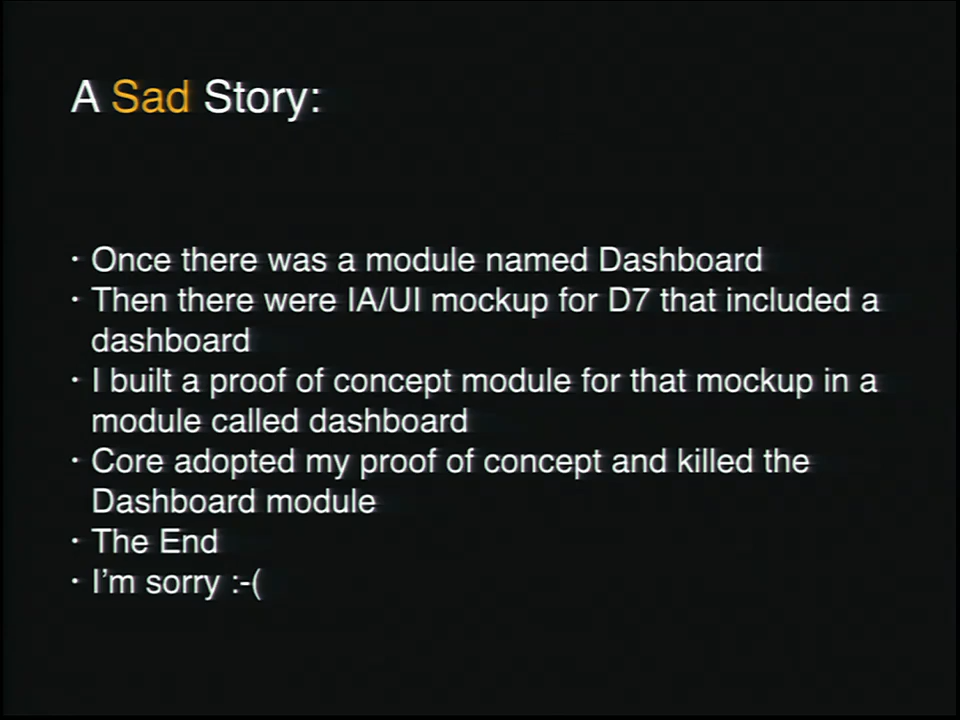 A Sad Story:
· Once there was a module named Dashboard
· Then there were IA/UI mockup for D7 that included a
dashboard
· I built a proof of concept module for that mockup in a
module called dashboard
· Core adopted my proof of concept and killed the
Dashboard module
· The End
· I'm sorry :-(